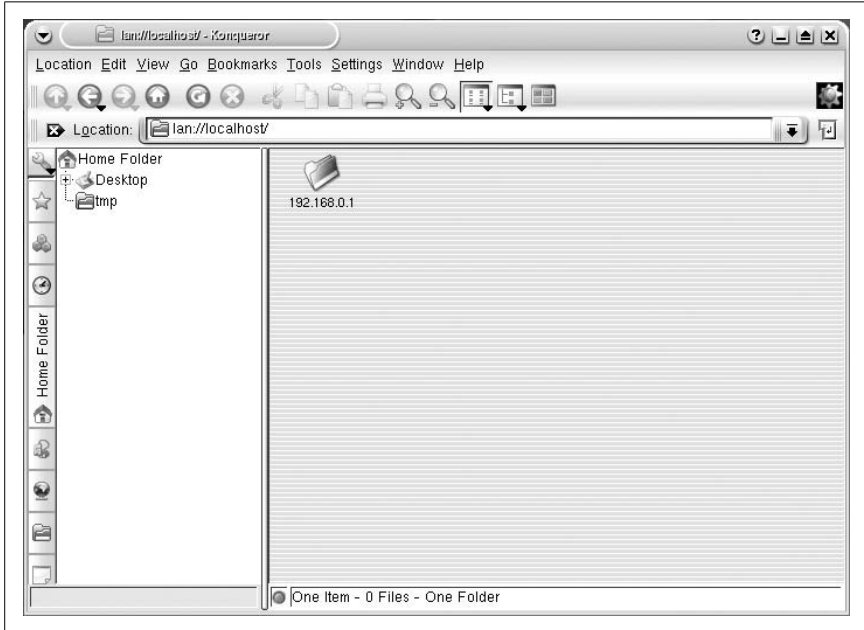 lan://localhost/ - Konqueror
Location Edit View Go Bookmarks Tools Settings Window Help
Location: lan://localhost/
Home Folder
Desktop
tmp
Home Folder
192.168.0.1
One Item - 0 Files - One Folder